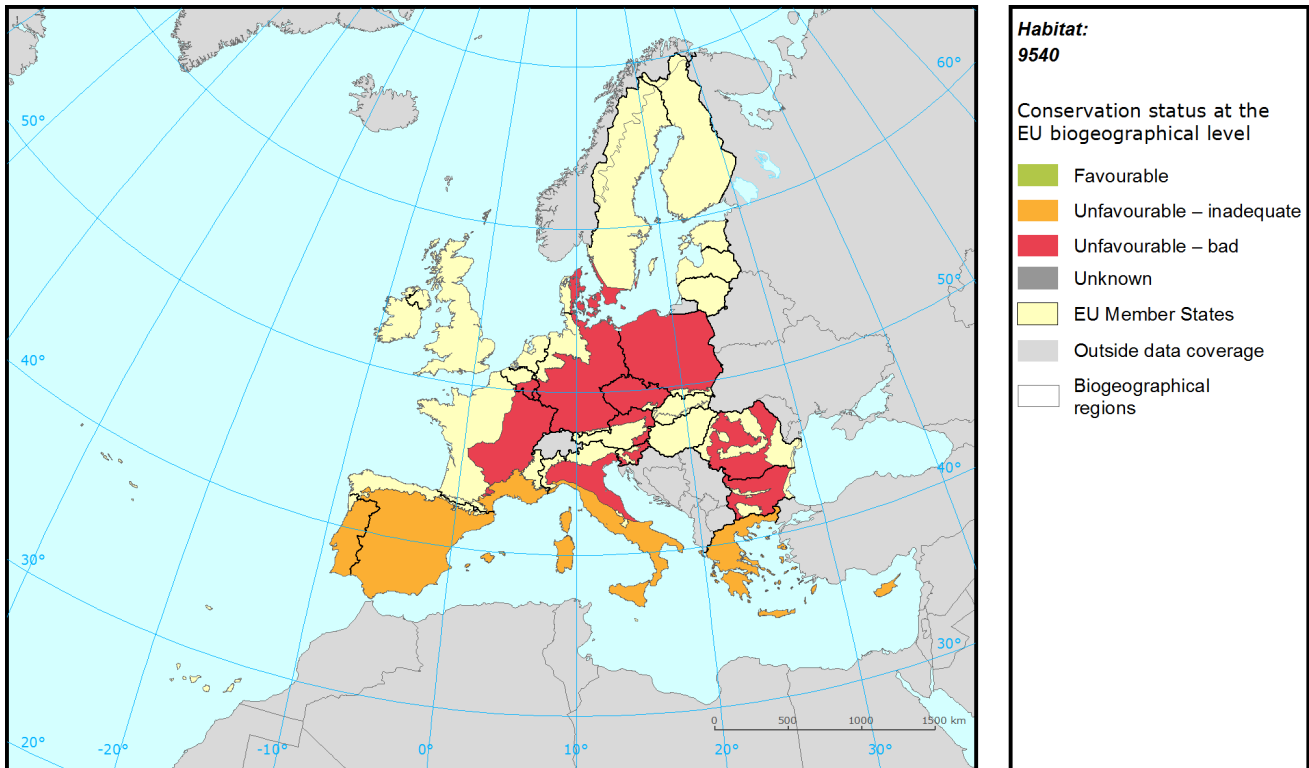 Habitat:
9540
Conservation status at the
EU biogeographical level
Favourable
Unfavourable – inadequate
Unfavourable – bad
Unknown
EU Member States
Outside data coverage
Biogeographical
regions
60°
50°
50°
40°
40°
30°
30°
0 500 1000 1500 km
20° -20° -10° 0° 10° 20° 30°